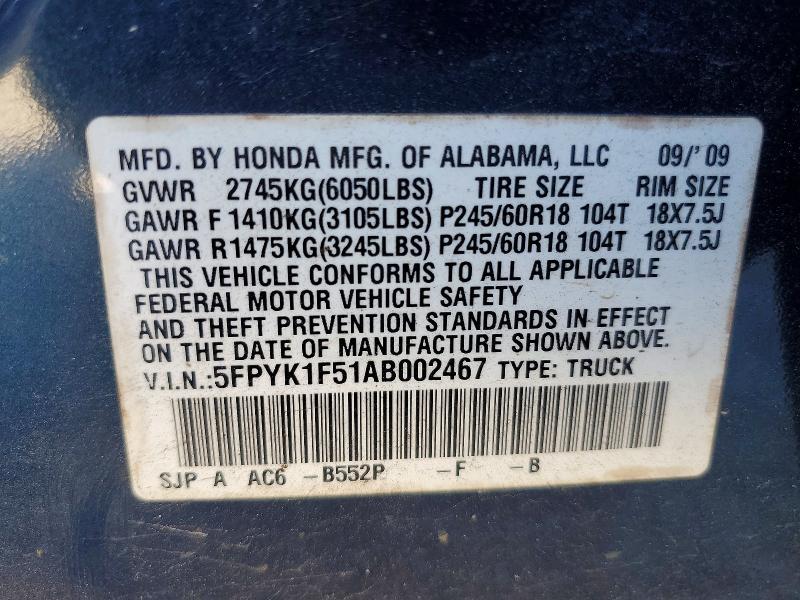 MFD. BY HONDA MFG. OF ALABAMA, LLC 09/'09
GVWR 2745KG(6050LBS) TIRE SIZE RIM SIZE
GAWR F 1410KG(3105LBS) P245/60R18 104T 18X7.5J
GAWR R1475KG(3245LBS) P245/60R18 104T 18X7.5J
THIS VEHICLE CONFORMS TO ALL APPLICABLE
FEDERAL MOTOR VEHICLE SAFETY
AND THEFT PREVENTION STANDARDS IN EFFECT
ON THE DATE OF MANUFACTURE SHOWN ABOVE.
V.I.N.:5FPYK1F51AB002467 TYPE: TRUCK
SJP A AC6 -B552P -F -B